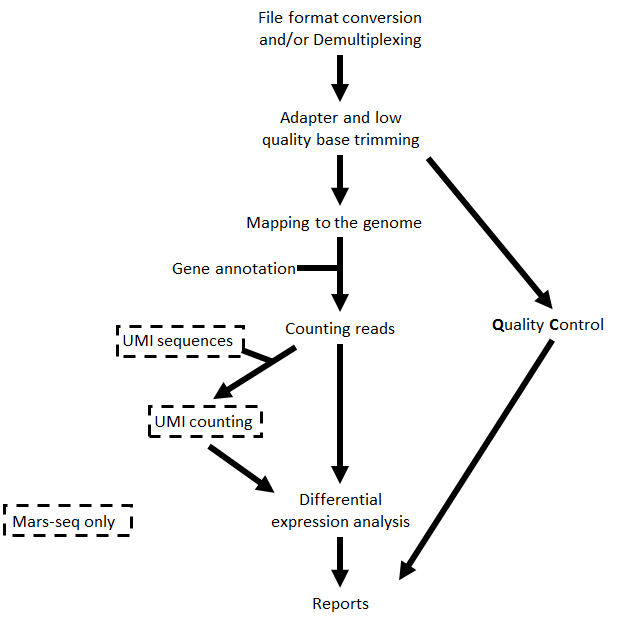 File format conversion
and/or Demultiplexing
Adapter and low
quality base trimming
Mapping to the genome
Gene annotation
Counting reads
Quality Control
UMI sequences
UMI counting
Differential
expression analysis
Mars-seq only
Reports